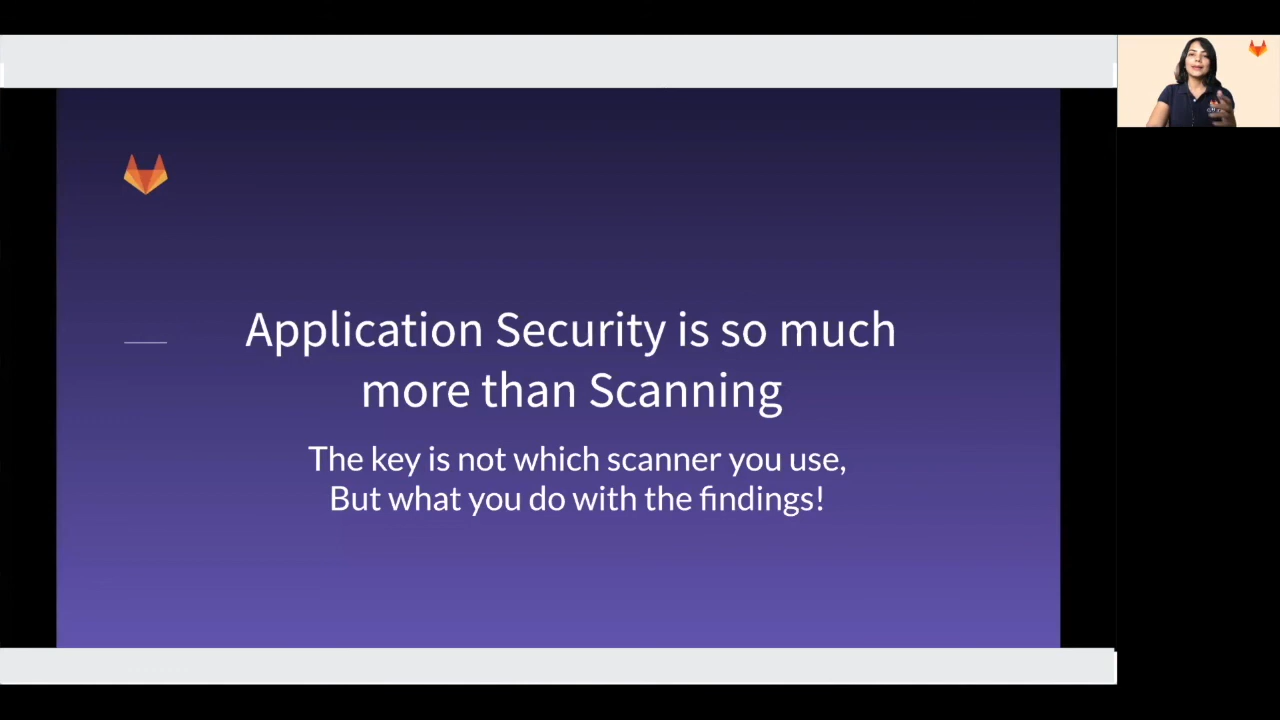 Application Security is so much
more than Scanning
The key is not which scanner you use,
But what you do with the findings!